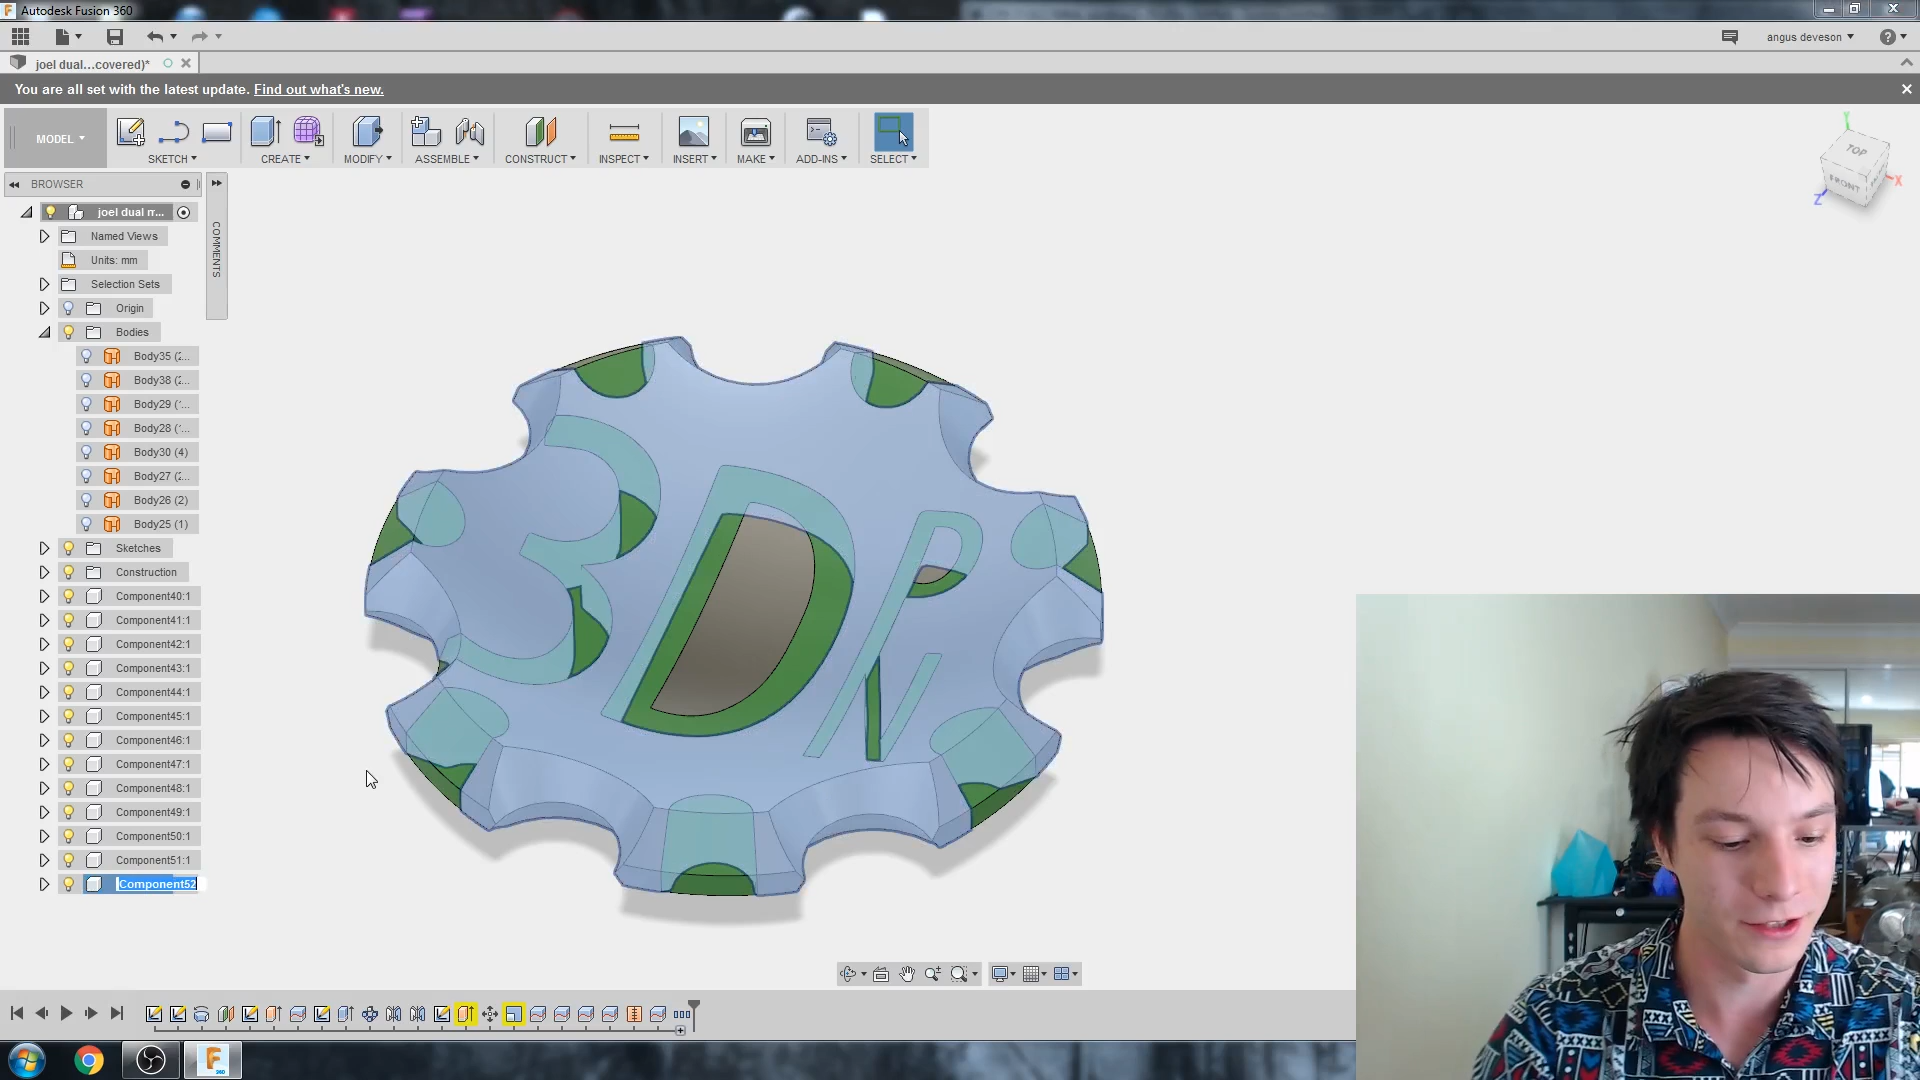 Autodesk Fusion 360
angus deveson
joel dual...covered)*
You are all set with the latest update. Find out what's new.
MODEL
SKETCH
CREATE
MODIFY
ASSEMBLE
CONSTRUCT
INSPECT
INSERT
MAKE
ADD-INS
SELECT
TOP
FRONT
Y
X
Z
BROWSER
COMMENTS
joel dual rr...
Named Views
Units: mm
Selection Sets
Origin
Bodies
Body35 (2...
Body38 (2...
Body29 (1...
Body28 (1...
Body30 (4)
Body27 (2...
Body26 (2)
Body25 (1)
Sketches
Construction
Component40:1
Component41:1
Component42:1
Component43:1
Component44:1
Component45:1
Component46:1
Component47:1
Component48:1
Component49:1
Component50:1
Component51:1
Component52
3DPN